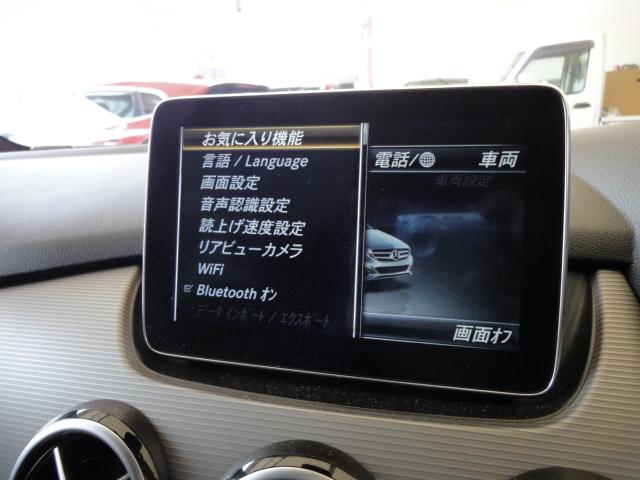 お気に入り機能
言語 / Language
画面設定
音声認識設定
読上げ速度設定
リアビューカメラ
WiFi
Bluetooth オン
データ インポート / エクスポート
電話/ 車両
車両設定
画面オフ